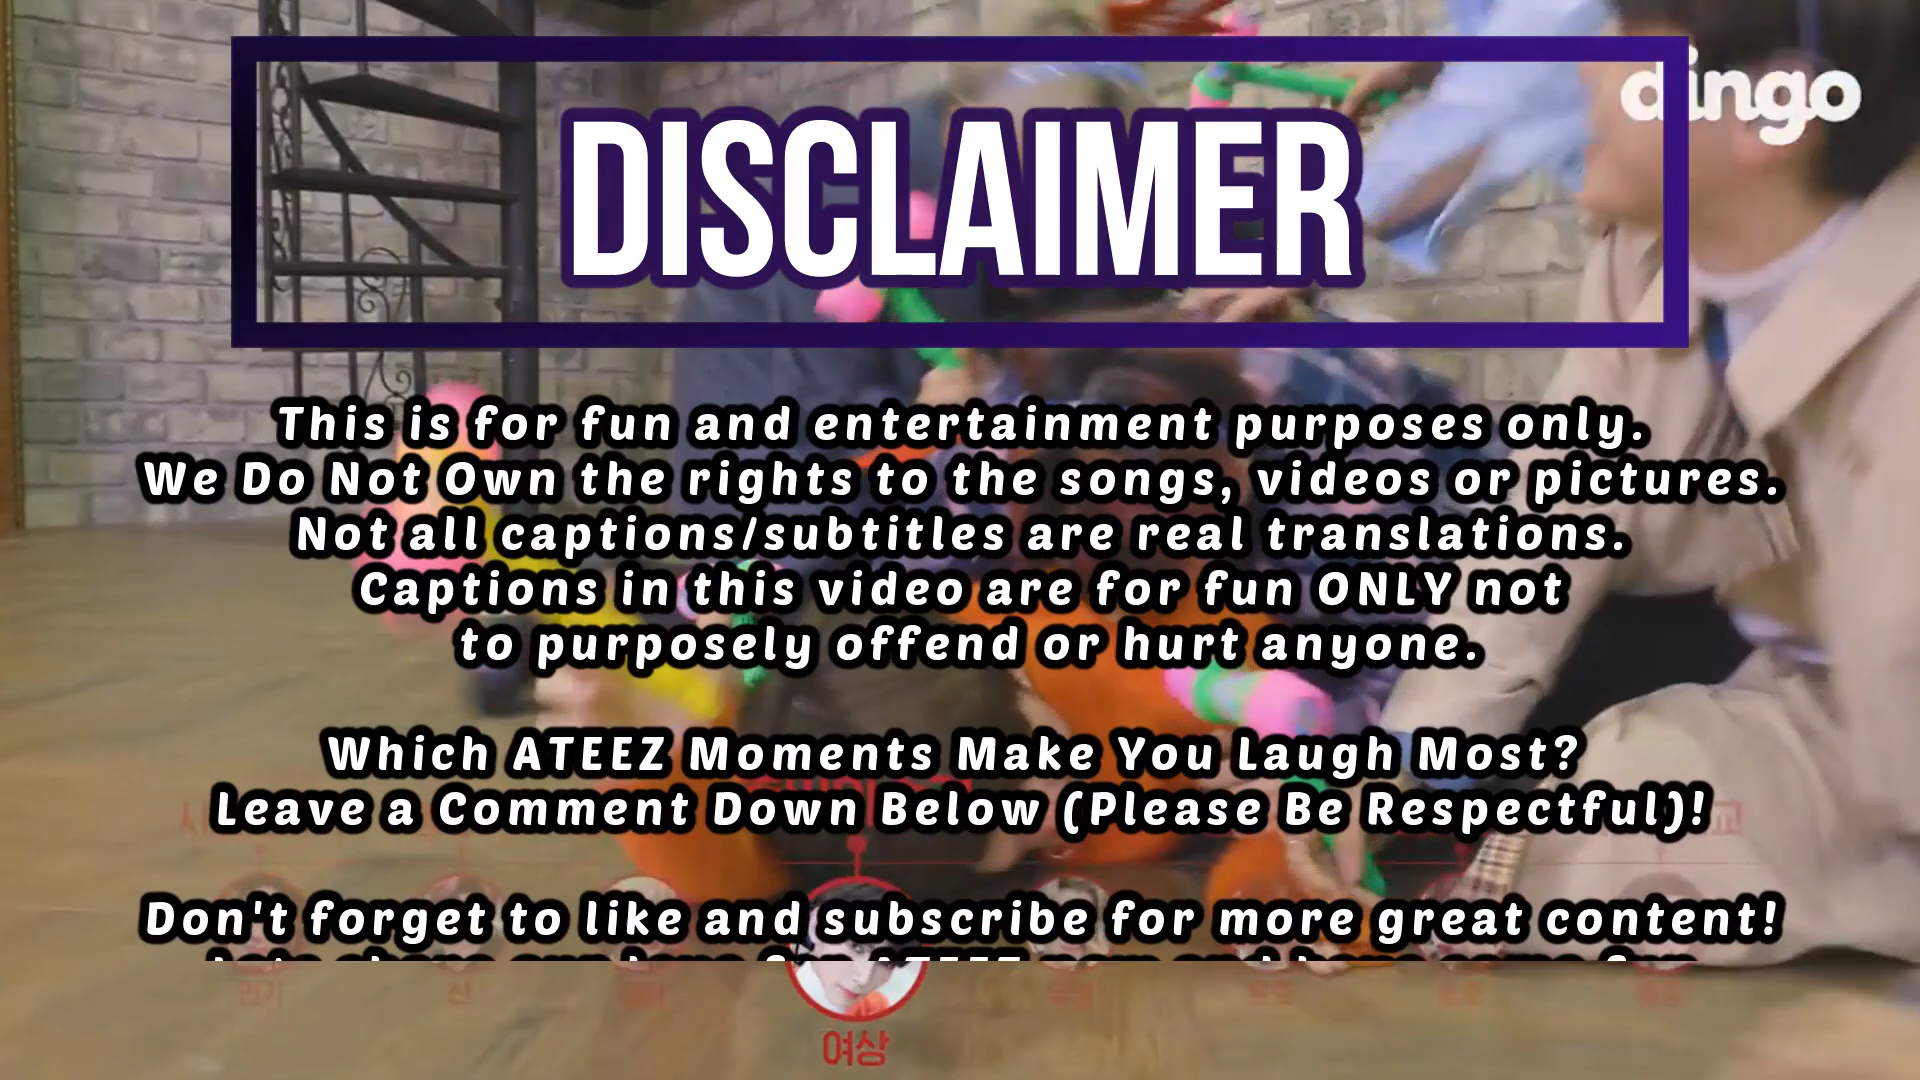 dingo
DISCLAIMER
This is for fun and entertainment purposes only.
We Do Not Own the rights to the songs, videos or pictures.
Not all captions/subtitles are real translations.
Captions in this video are for fun ONLY not
to purposely offend or hurt anyone.
Which ATEEZ Moments Make You Laugh Most?
Leave a Comment Down Below (Please Be Respectful)!
Don't forget to like and subscribe for more great content!
민기 산
여상